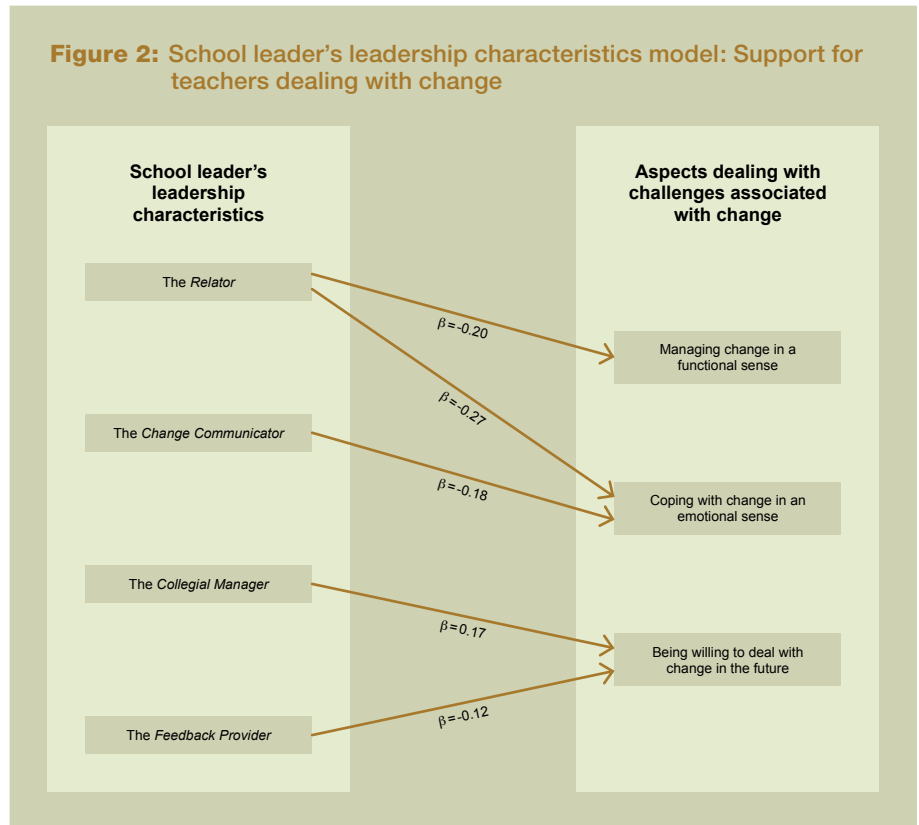 Figure 2: School leader's leadership characteristics model: Support for
teachers dealing with change
School leader's
leadership
characteristics
The Relator
The Change Communicator
The Collegial Manager
The Feedback Provider
β=-0.20
β=-0.27
β=-0.18
β=0.17
β=-0.12
Aspects dealing with
challenges associated
with change
Managing change in a
functional sense
Coping with change in an
emotional sense
Being willing to deal with
change in the future